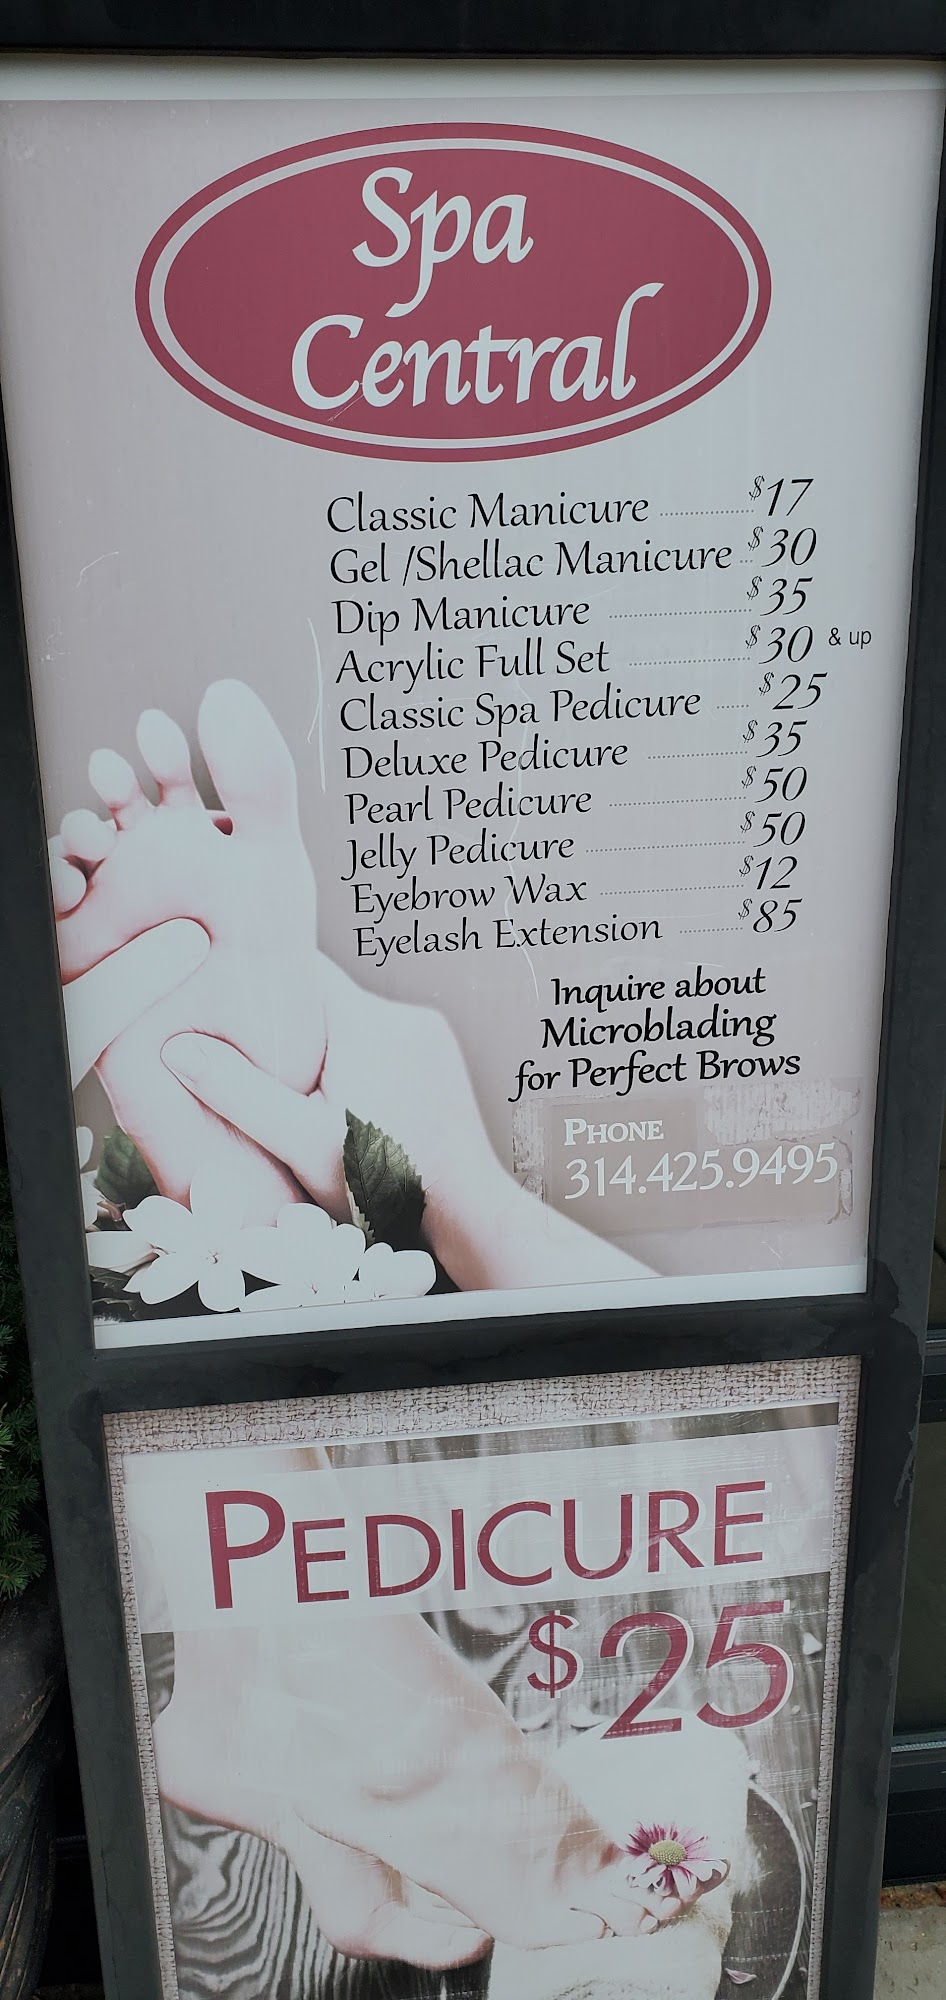 Spa
Central
Classic Manicure $17
Gel /Shellac Manicure $30
Dip Manicure $35
Acrylic Full Set $30 & up
Classic Spa Pedicure $25
Deluxe Pedicure $35
Pearl Pedicure $50
Jelly Pedicure $50
Eyebrow Wax $12
Eyelash Extension $85
Inquire about
Microblading
for Perfect Brows
PHONE
314.425.9495
PEDICURE
$25